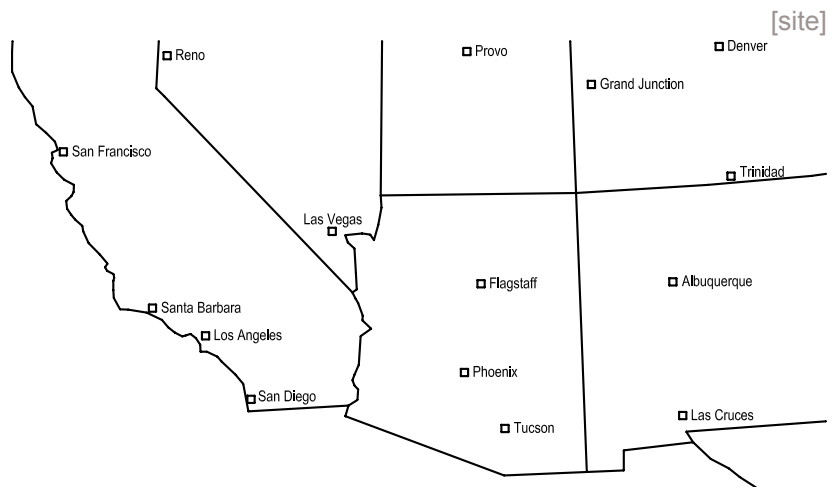 [site]
Reno
Provo
Denver
Grand Junction
San Francisco
Trinidad
Las Vegas
Flagstaff
Albuquerque
Santa Barbara
Los Angeles
Phoenix
San Diego
Las Cruces
Tucson